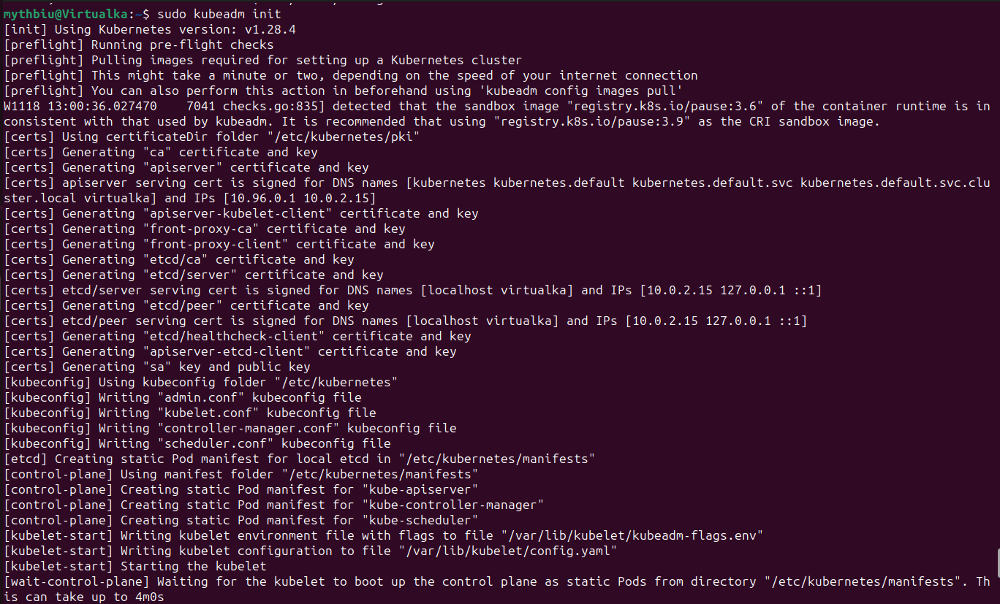 mythbiu@Virtualka:~$ sudo kubeadm init
[init] Using Kubernetes version: v1.28.4
[preflight] Running pre-flight checks
[preflight] Pulling images required for setting up a Kubernetes cluster
[preflight] This might take a minute or two, depending on the speed of your internet connection
[preflight] You can also perform this action in beforehand using 'kubeadm config images pull'
W1118 13:00:36.027470    7041 checks.go:835] detected that the sandbox image "registry.k8s.io/pause:3.6" of the container runtime is in
consistent with that used by kubeadm. It is recommended that using "registry.k8s.io/pause:3.9" as the CRI sandbox image.
[certs] Using certificateDir folder "/etc/kubernetes/pki"
[certs] Generating "ca" certificate and key
[certs] Generating "apiserver" certificate and key
[certs] apiserver serving cert is signed for DNS names [kubernetes kubernetes.default kubernetes.default.svc kubernetes.default.svc.clu
ster.local virtualka] and IPs [10.96.0.1 10.0.2.15]
[certs] Generating "apiserver-kubelet-client" certificate and key
[certs] Generating "front-proxy-ca" certificate and key
[certs] Generating "front-proxy-client" certificate and key
[certs] Generating "etcd/ca" certificate and key
[certs] Generating "etcd/server" certificate and key
[certs] etcd/server serving cert is signed for DNS names [localhost virtualka] and IPs [10.0.2.15 127.0.0.1 ::1]
[certs] Generating "etcd/peer" certificate and key
[certs] etcd/peer serving cert is signed for DNS names [localhost virtualka] and IPs [10.0.2.15 127.0.0.1 ::1]
[certs] Generating "etcd/healthcheck-client" certificate and key
[certs] Generating "apiserver-etcd-client" certificate and key
[certs] Generating "sa" key and public key
[kubeconfig] Using kubeconfig folder "/etc/kubernetes"
[kubeconfig] Writing "admin.conf" kubeconfig file
[kubeconfig] Writing "kubelet.conf" kubeconfig file
[kubeconfig] Writing "controller-manager.conf" kubeconfig file
[kubeconfig] Writing "scheduler.conf" kubeconfig file
[etcd] Creating static Pod manifest for local etcd in "/etc/kubernetes/manifests"
[control-plane] Using manifest folder "/etc/kubernetes/manifests"
[control-plane] Creating static Pod manifest for "kube-apiserver"
[control-plane] Creating static Pod manifest for "kube-controller-manager"
[control-plane] Creating static Pod manifest for "kube-scheduler"
[kubelet-start] Writing kubelet environment file with flags to file "/var/lib/kubelet/kubeadm-flags.env"
[kubelet-start] Writing kubelet configuration to file "/var/lib/kubelet/config.yaml"
[kubelet-start] Starting the kubelet
[wait-control-plane] Waiting for the kubelet to boot up the control plane as static Pods from directory "/etc/kubernetes/manifests". Th
is can take up to 4m0s